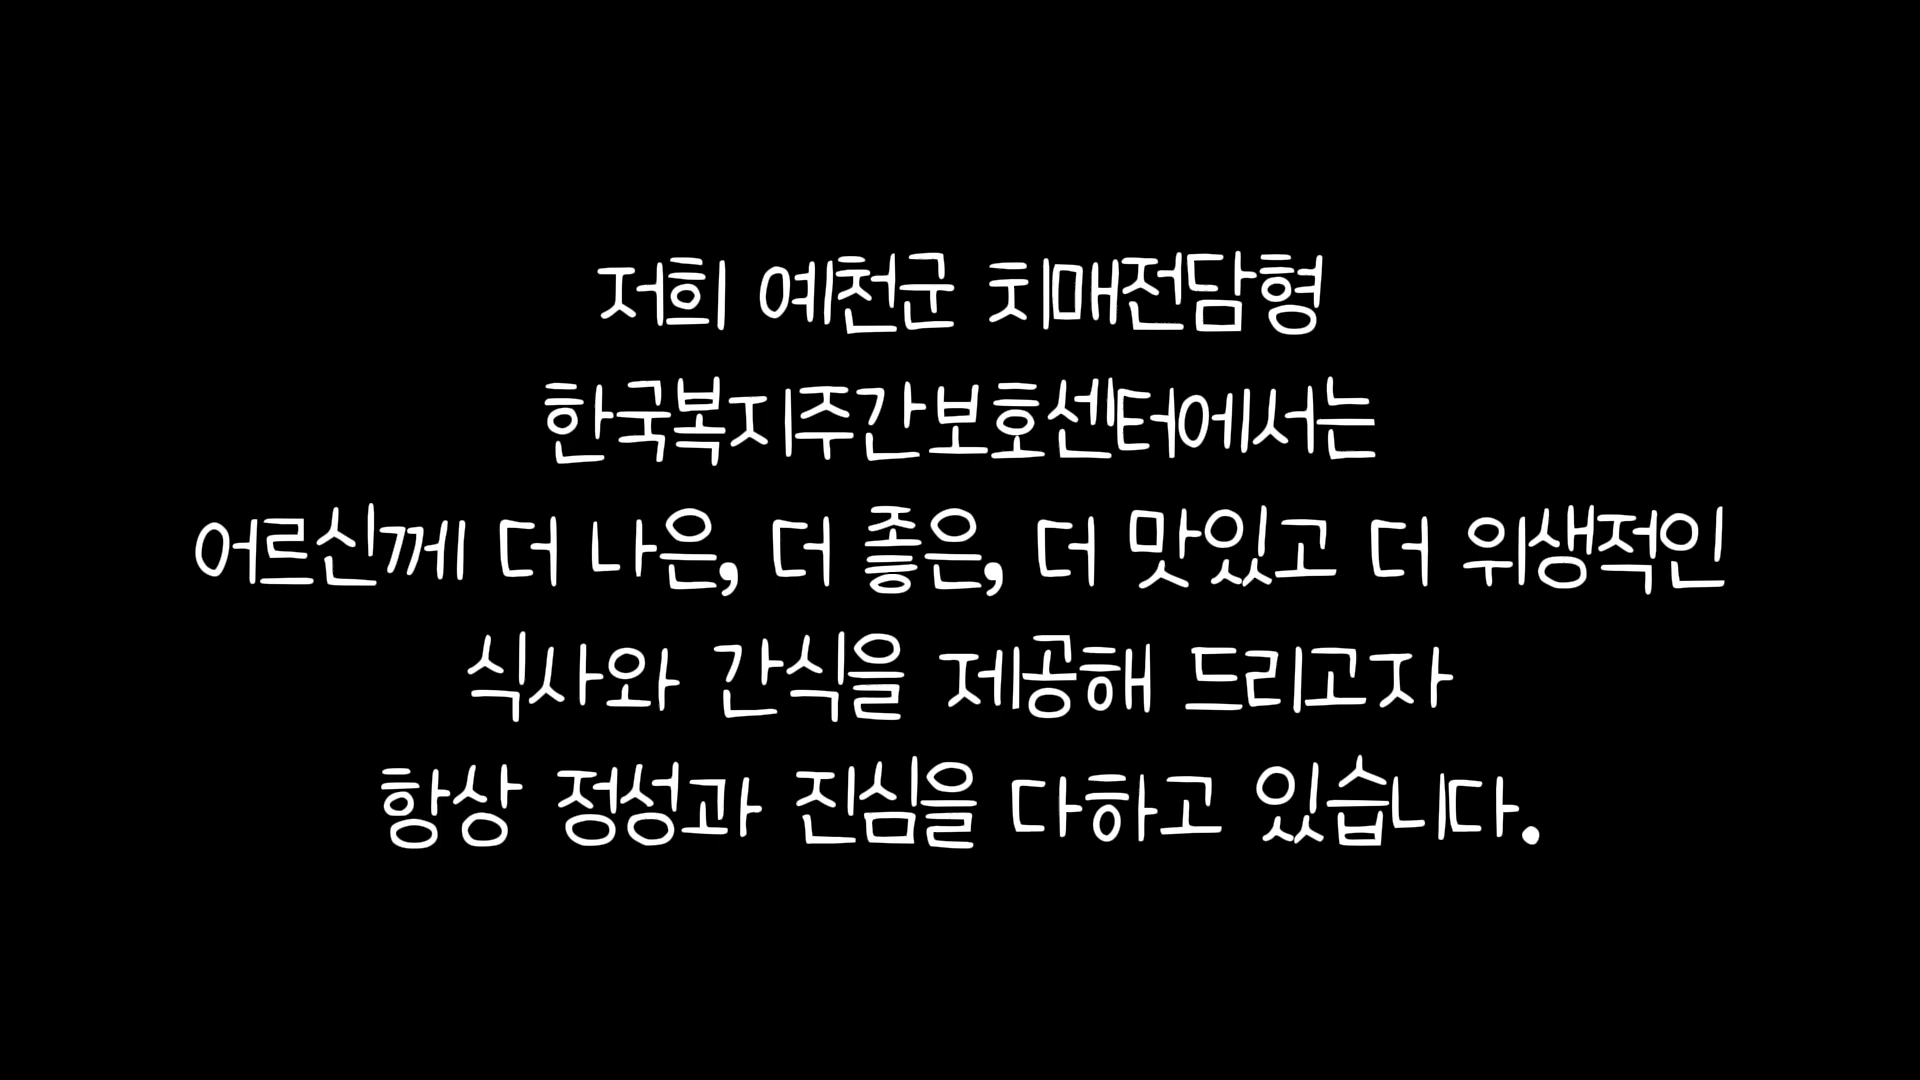 저희 예천군 치매전담형
한국복지주간보호센터에서는
어르신께 더 나은, 더 좋은, 더 맛있고 더 위생적인
식사와 간식을 제공해 드리고자
항상 정성과 진심을 다하고 있습니다.